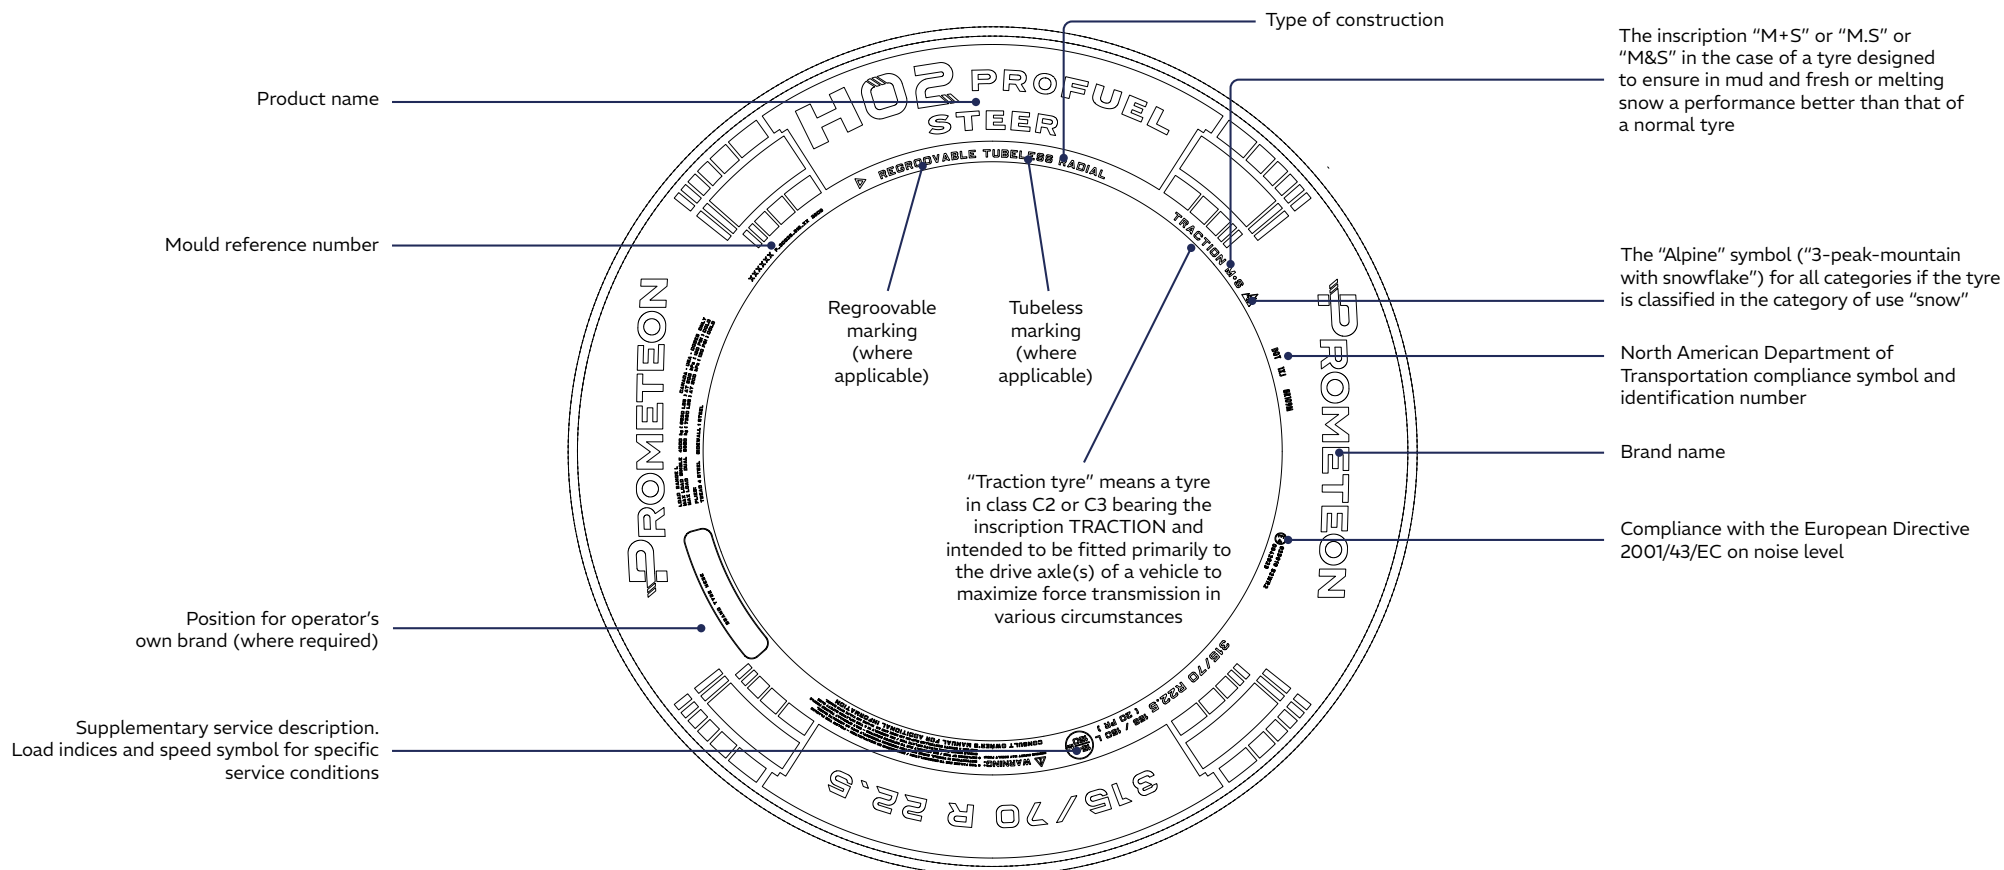 Type of construction
The inscription “M+S” or “M.S” or
“M&S” in the case of a tyre designed
to ensure in mud and fresh or melting
snow a performance better than that of
a normal tyre
Product name
H02 PROFUEL
STEER
REGROOVABLE TUBELESS RADIAL
Mould reference number
XXXXXX
TRACTION M+S
The “Alpine” symbol (“3-peak-mountain
with snowflake”) for all categories if the tyre
is classified in the category of use “snow”
Regroovable
marking
(where
applicable)
Tubeless
marking
(where
applicable)
North American Department of
Transportation compliance symbol and
identification number
PROMETEON
PROMETEON
Brand name
“Traction tyre” means a tyre
in class C2 or C3 bearing the
inscription TRACTION and
intended to be fitted primarily to
the drive axle(s) of a vehicle to
maximize force transmission in
various circumstances
Compliance with the European Directive
2001/43/EC on noise level
Position for operator’s
own brand (where required)
BRAND TYRE HERE
315/70 R22.5 156 / 150 L ( 20 PR )
Supplementary service description.
Load indices and speed symbol for specific
service conditions
WARNING:
CONSULT OWNER'S MANUAL FOR ADDITIONAL INFORMATION
315/70 R 22.5